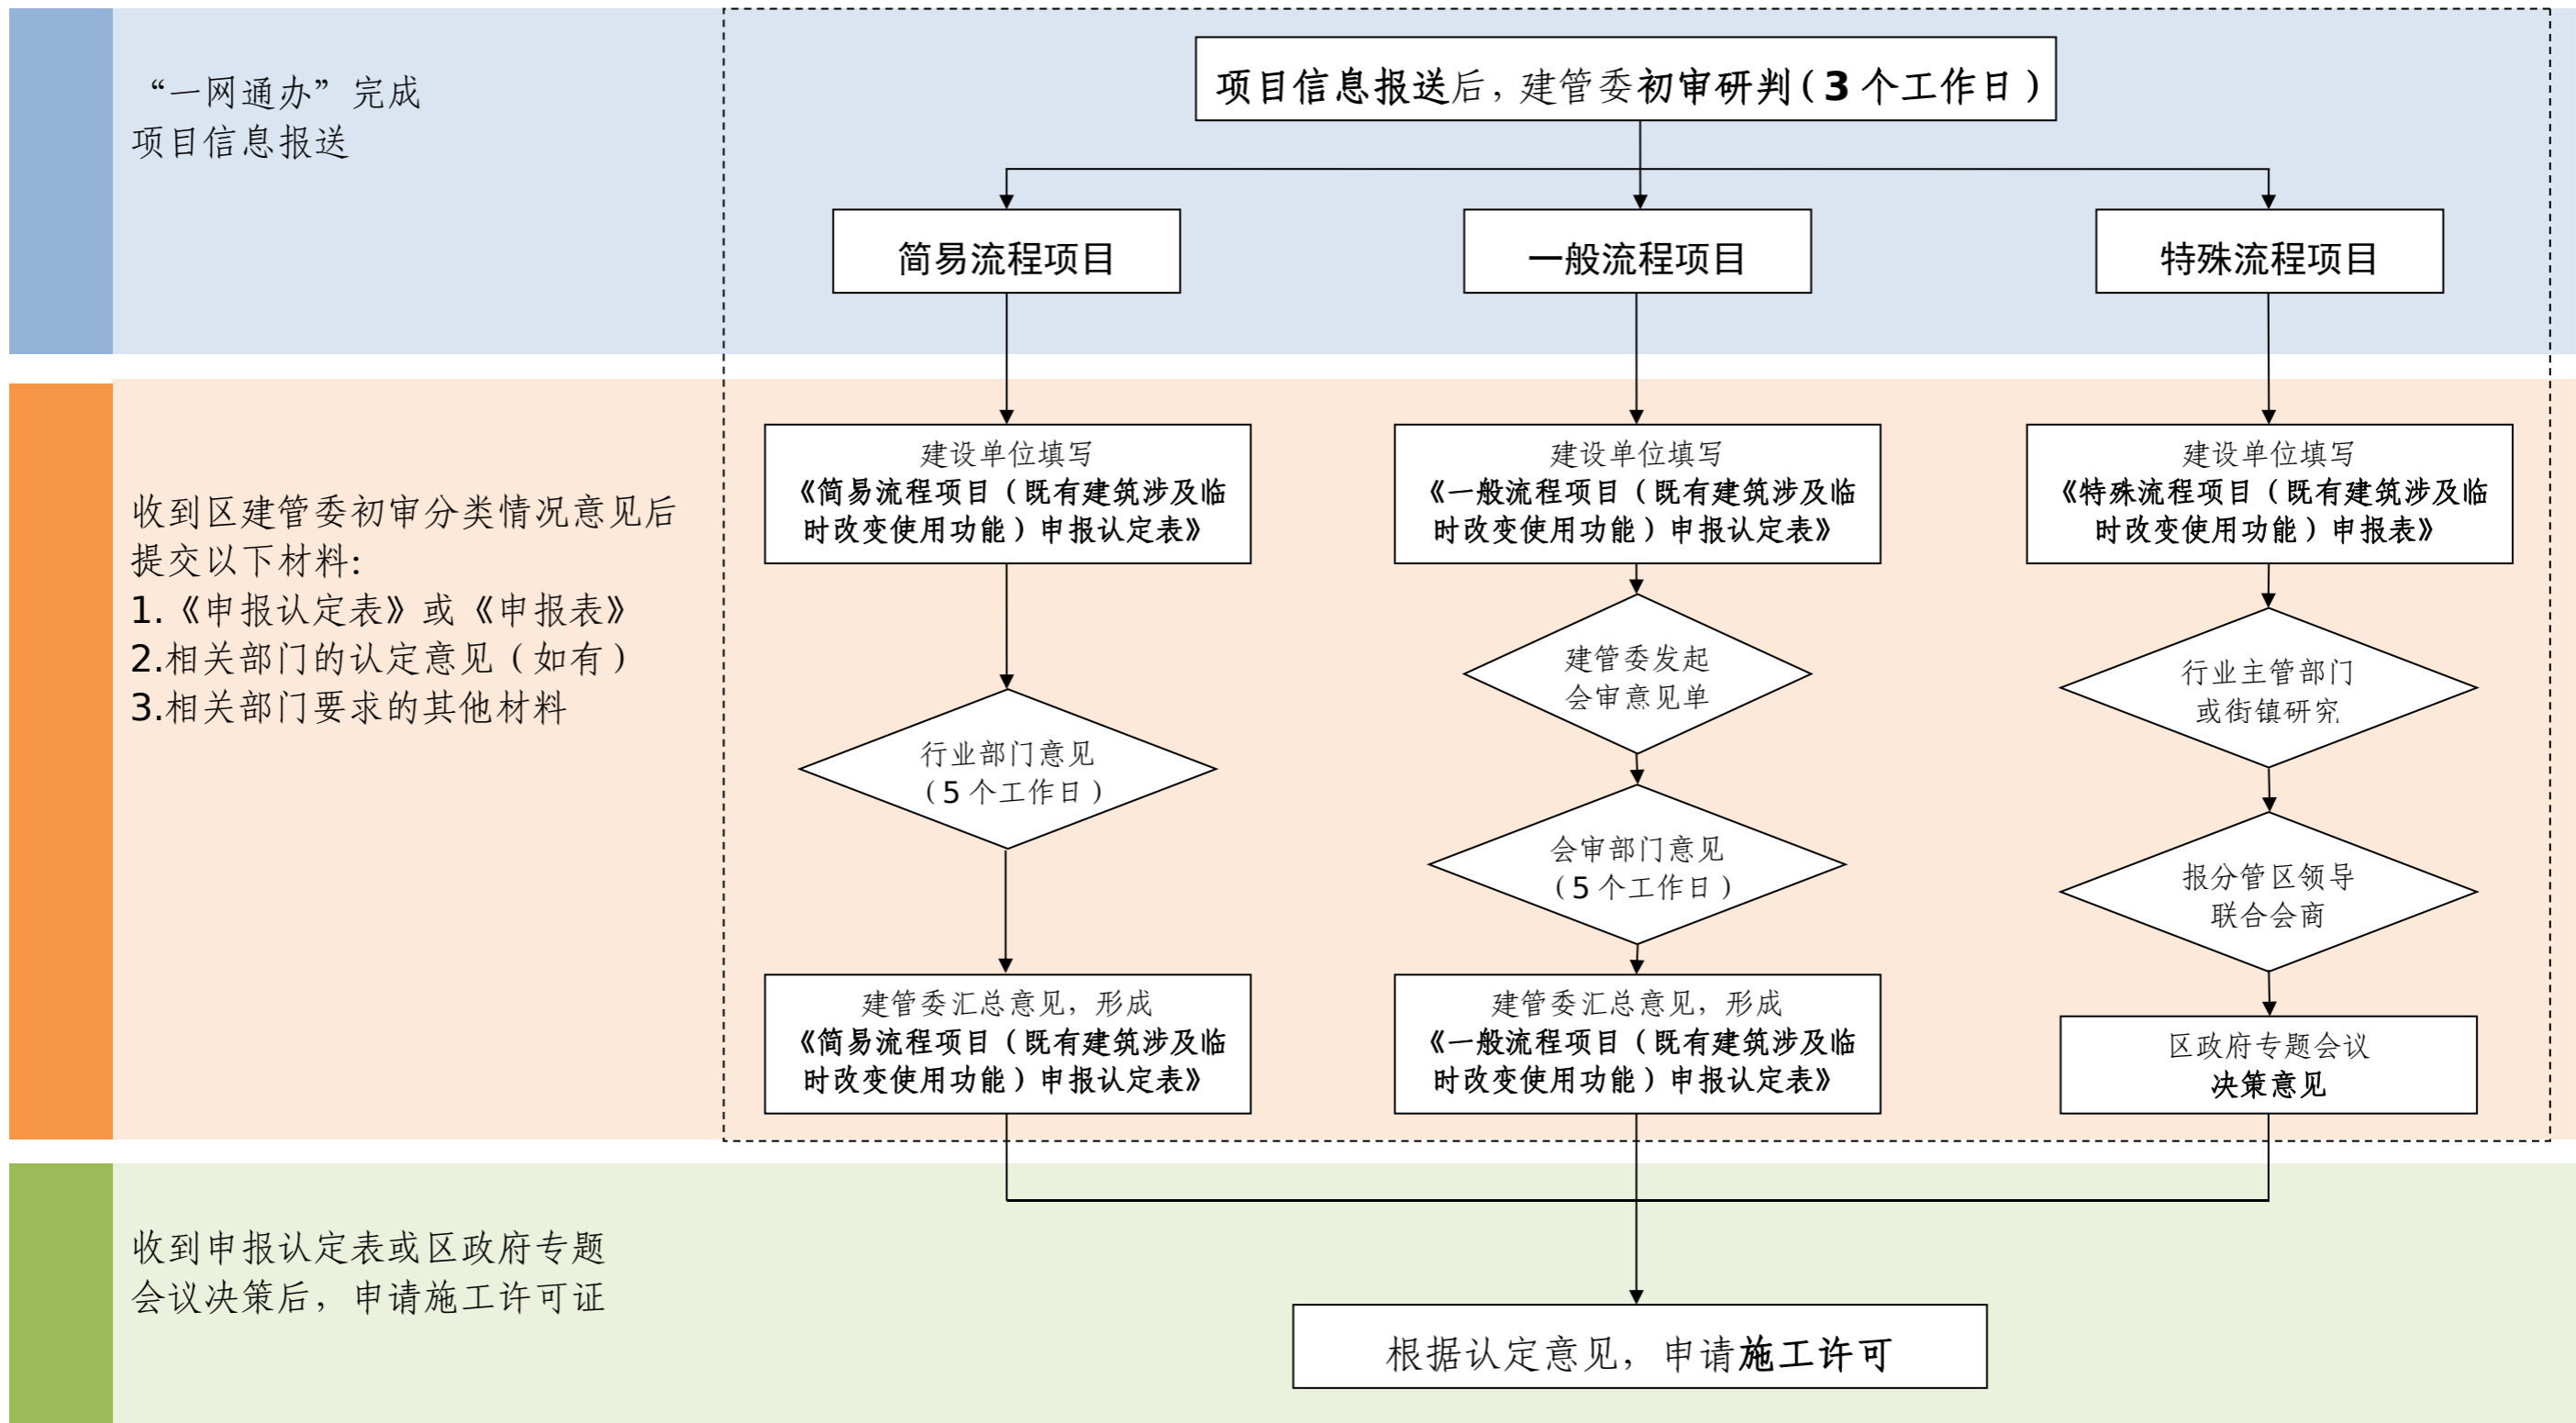 “一网通办”完成
项目信息报送
项目信息报送后，建管委初审研判（3个工作日）
简易流程项目
一般流程项目
特殊流程项目
收到区建管委初审分类情况意见后
提交以下材料：
1.《申报认定表》或《申报表》
2.相关部门的认定意见（如有）
3.相关部门要求的其他材料
建设单位填写
《简易流程项目（既有建筑涉及临
时改变使用功能）申报认定表》
行业部门意见
（5个工作日）
建管委汇总意见，形成
《简易流程项目（既有建筑涉及临
时改变使用功能）申报认定表》
建设单位填写
《一般流程项目（既有建筑涉及临
时改变使用功能）申报认定表》
建管委发起
会审意见单
会审部门意见
（5个工作日）
建管委汇总意见，形成
《一般流程项目（既有建筑涉及临
时改变使用功能）申报认定表》
建设单位填写
《特殊流程项目（既有建筑涉及临
时改变使用功能）申报表》
行业主管部门
或街镇研究
报分管区领导
联合会商
区政府专题会议
决策意见
收到申报认定表或区政府专题
会议决策后，申请施工许可证
根据认定意见，申请施工许可